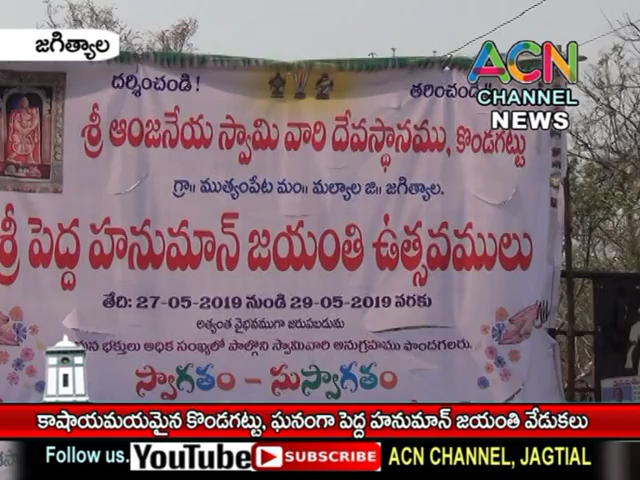 జగిత్యాల
ACN
CHANNEL
NEWS
దర్శించండి !
తరించండి
శ్రీ ఆంజనేయ స్వామి వారి దేవస్థానము, కొండగట్టు
గ్రా॥ ముత్యంపేట మం॥ మల్యాల జి॥ జగిత్యాల.
శ్రీ పెద్ద హనుమాన్ జయంతి ఉత్సవములు
తేది: 27-05-2019 నుండి 29-05-2019 వరకు
అత్యంత వైభవముగా జరుపబడును
భక్తులు అధిక సంఖ్యలో పాల్గొని స్వామివారి అనుగ్రహము పొందగలరు.
స్వాగతం - సుస్వాగతం
కాషాయమయమైన కొండగట్టు, ఘనంగా పెద్ద హనుమాన్ జయంతి వేడుకలు
Follow us. YouTube SUBSCRIBE ACN CHANNEL, JAGTIAL